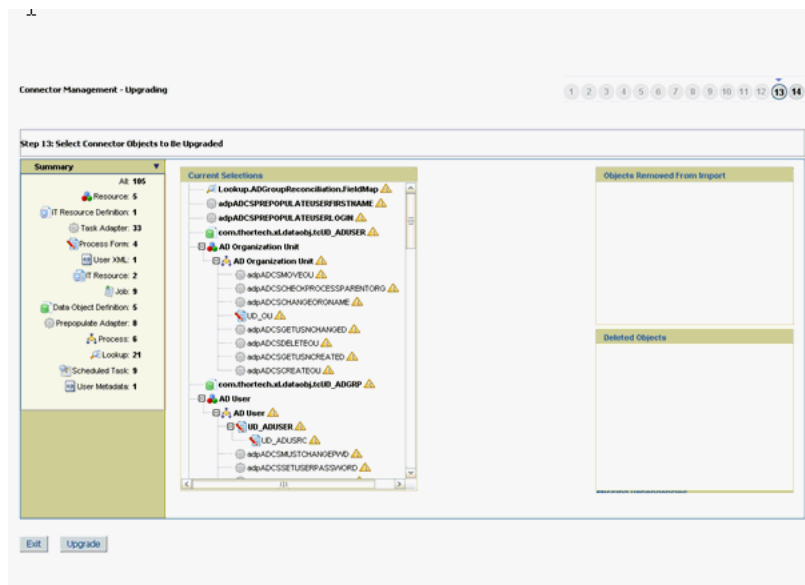 Connector Management - Upgrading
1 2 3 4 5 6 7 8 9 10 11 12 13 14
Step 13: Select Connector Objects to Be Upgraded
Summary
All: 105
Resource: 5
IT Resource Definition: 1
Task Adapter: 33
Process Form: 4
User XML: 1
IT Resource: 2
Job: 9
Data Object Definition: 5
Prepopulate Adapter: 8
Process: 6
Lookup: 21
Scheduled Task: 9
User Metadata: 1
Current Selections
Lookup.ADGroupReconciliation.FieldMap
adpADCSPREPOPULATEUSERFIRSTNAME
adpADCSPREPOPULATEUSERLOGIN
com.thortech.xl.dataobj.tcUD_ADUSER
AD Organization Unit
AD Organization Unit
adpADCSMOVEOU
adpADCSCHECKPROCESSPARENTORG
adpADCSCHANGEORGNAME
UD_OU
adpADCSGETUSNCHANGED
adpADCSDELETEOU
adpADCSGETUSNCREATED
adpADCSCREATEOU
com.thortech.xl.dataobj.tcUD_ADGRP
AD User
AD User
UD_ADUSER
UD_ADUSRC
adpADCSMUSTCHANGEPWD
adpADCSSETUSERPASSWORD
Objects Removed From Import
Deleted Objects
Exit
Upgrade